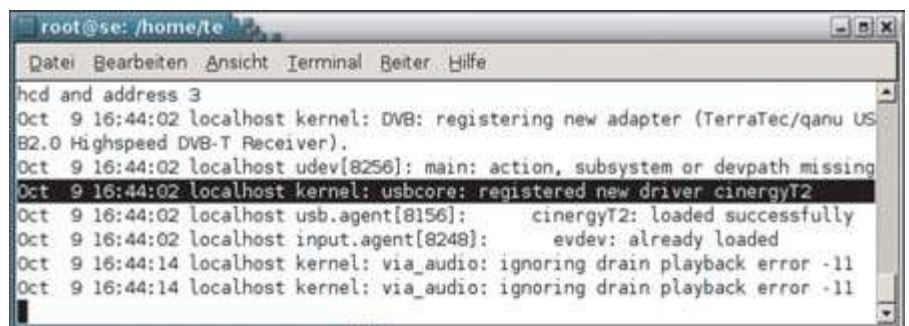 root@se: /home/te
Datei Bearbeiten Ansicht Terminal Reiter Hilfe
hcd and address 3
Oct  9 16:44:02 localhost kernel: DVB: registering new adapter (TerraTec/qanu US
B2.0 Highspeed DVB-T Receiver).
Oct  9 16:44:02 localhost udev[8256]: main: action, subsystem or devpath missing
Oct  9 16:44:02 localhost kernel: usbcore: registered new driver cinergyT2
Oct  9 16:44:02 localhost usb.agent[8156]:      cinergyT2: loaded successfully
Oct  9 16:44:02 localhost input.agent[8248]:      evdev: already loaded
Oct  9 16:44:14 localhost kernel: via_audio: ignoring drain playback error -11
Oct  9 16:44:14 localhost kernel: via_audio: ignoring drain playback error -11